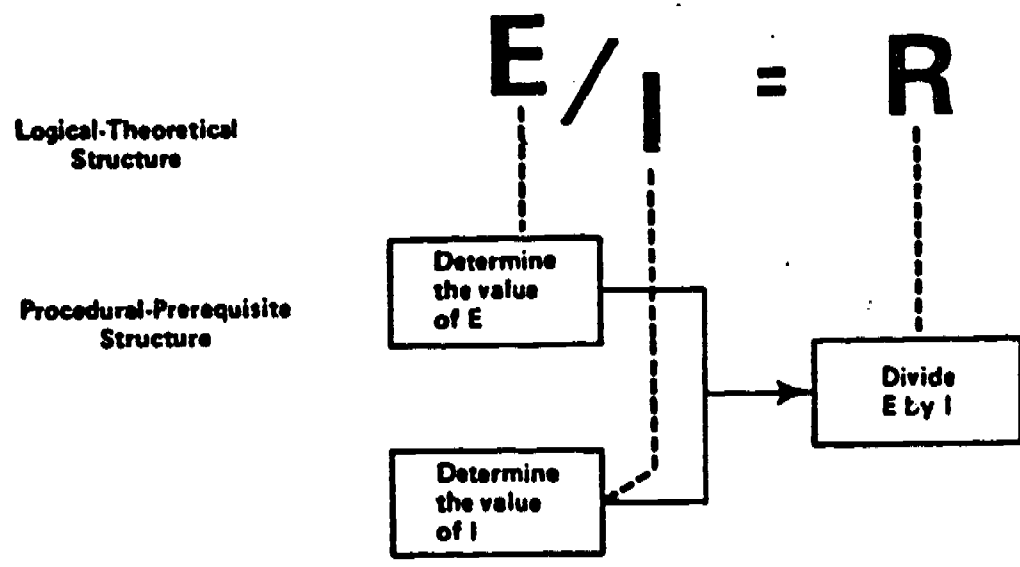 E / I = R
Logical-Theoretical
Structure
Determine
the value
of E
Procedural-Prerequisite
Structure
Divide
E by I
Determine
the value
of I